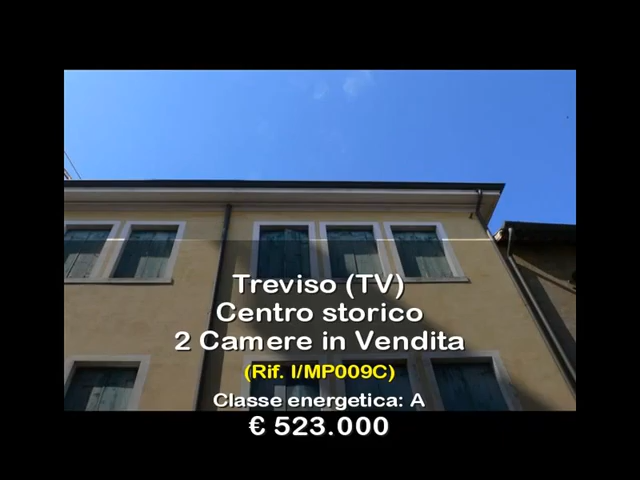 Treviso (TV)
Centro storico
2 Camere in Vendita
(Rif. I/MP009C)
Classe energetica: A
€ 523.000